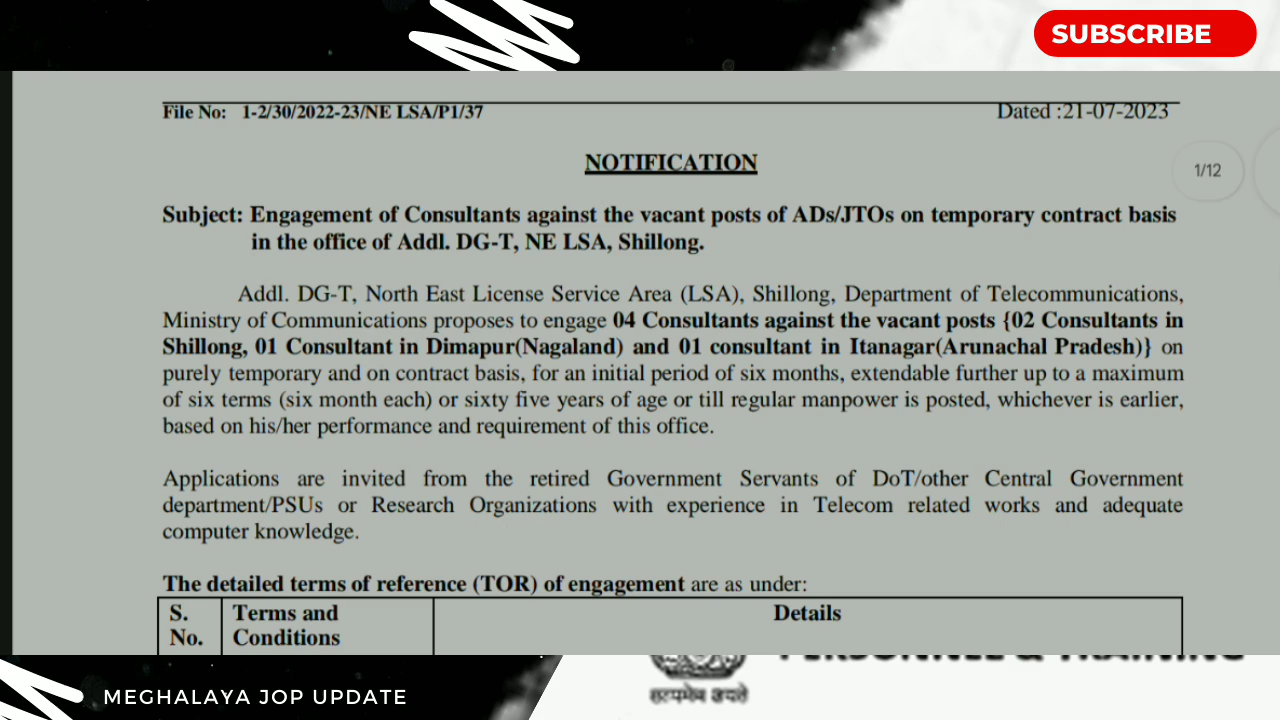 SUBSCRIBE
File No: 1-2/30/2022-23/NE LSA/P1/37 Dated :21-07-2023
NOTIFICATION
1/12
Subject: Engagement of Consultants against the vacant posts of ADs/JTOs on temporary contract basis
in the office of Addl. DG-T, NE LSA, Shillong.
Addl. DG-T, North East License Service Area (LSA), Shillong, Department of Telecommunications,
Ministry of Communications proposes to engage 04 Consultants against the vacant posts {02 Consultants in
Shillong, 01 Consultant in Dimapur(Nagaland) and 01 consultant in Itanagar(Arunachal Pradesh)} on
purely temporary and on contract basis, for an initial period of six months, extendable further up to a maximum
of six terms (six month each) or sixty five years of age or till regular manpower is posted, whichever is earlier,
based on his/her performance and requirement of this office.
Applications are invited from the retired Government Servants of DoT/other Central Government
department/PSUs or Research Organizations with experience in Telecom related works and adequate
computer knowledge.
The detailed terms of reference (TOR) of engagement are as under:
S. Terms and Details
No. Conditions
PERSONNEL & TRAINING
सत्यमेव जयते
MEGHALAYA JOP UPDATE